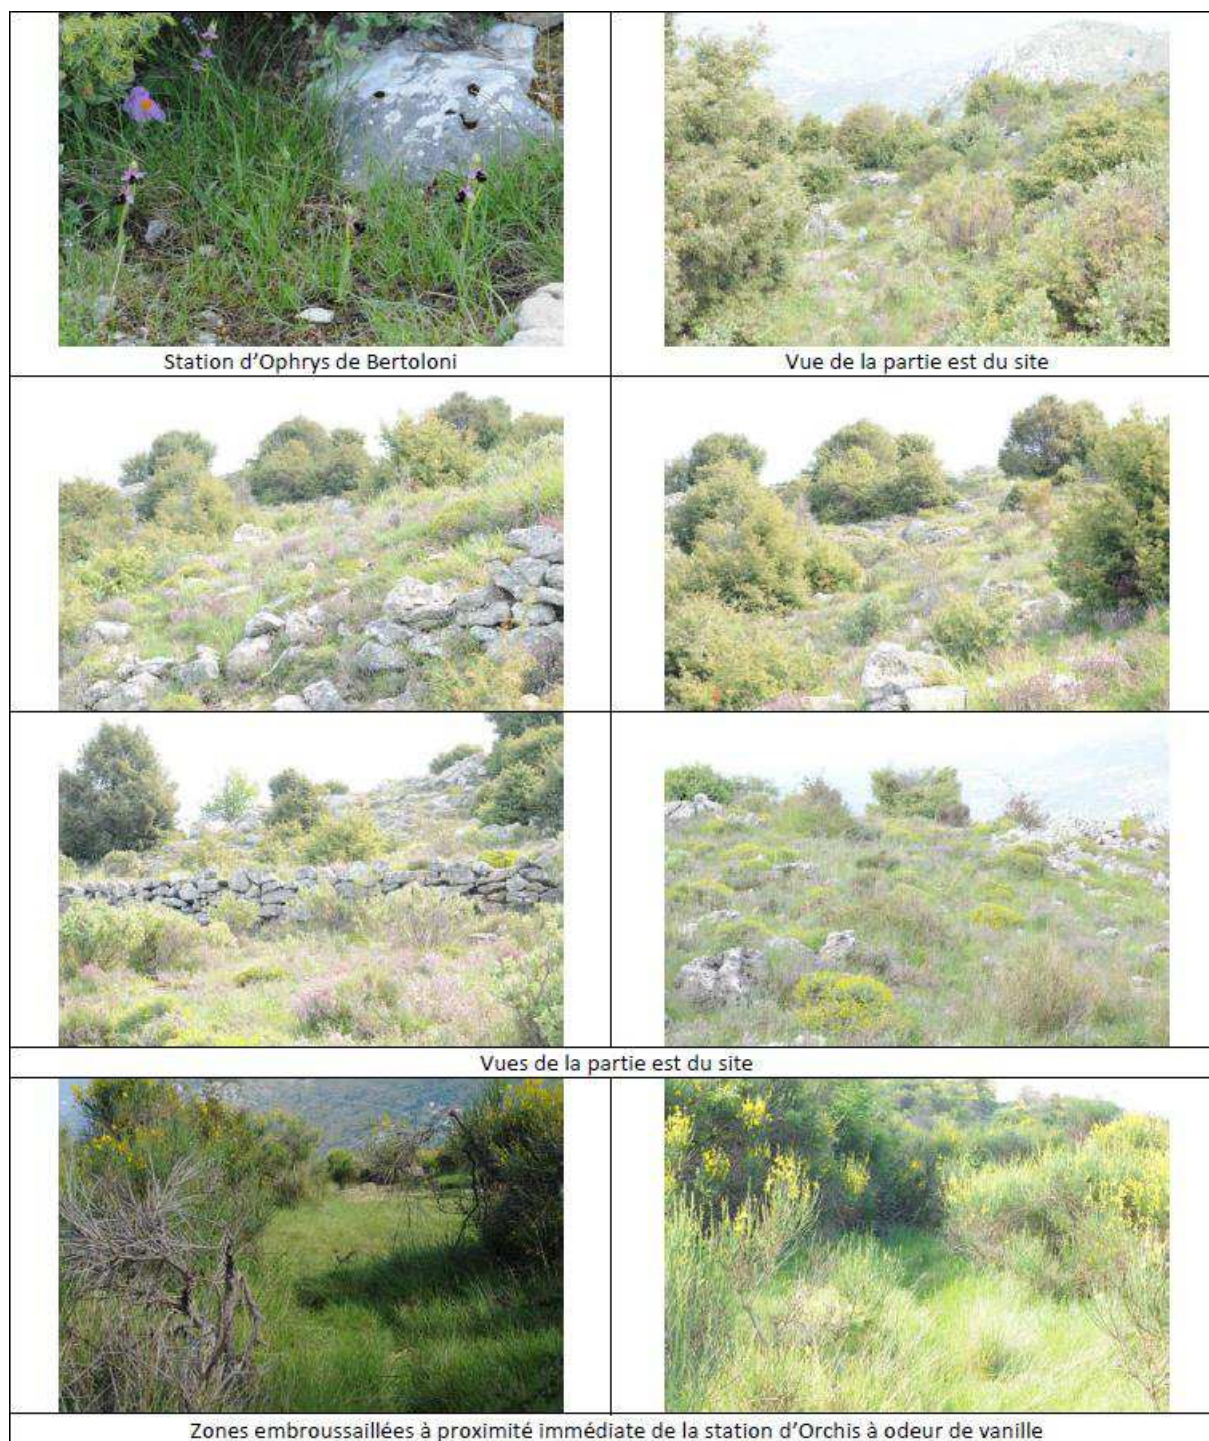 Station d'Ophrys de Bertoloni
Vue de la partie est du site
Vues de la partie est du site
Zones embroussaillées à proximité immédiate de la station d'Orchis à odeur de vanille